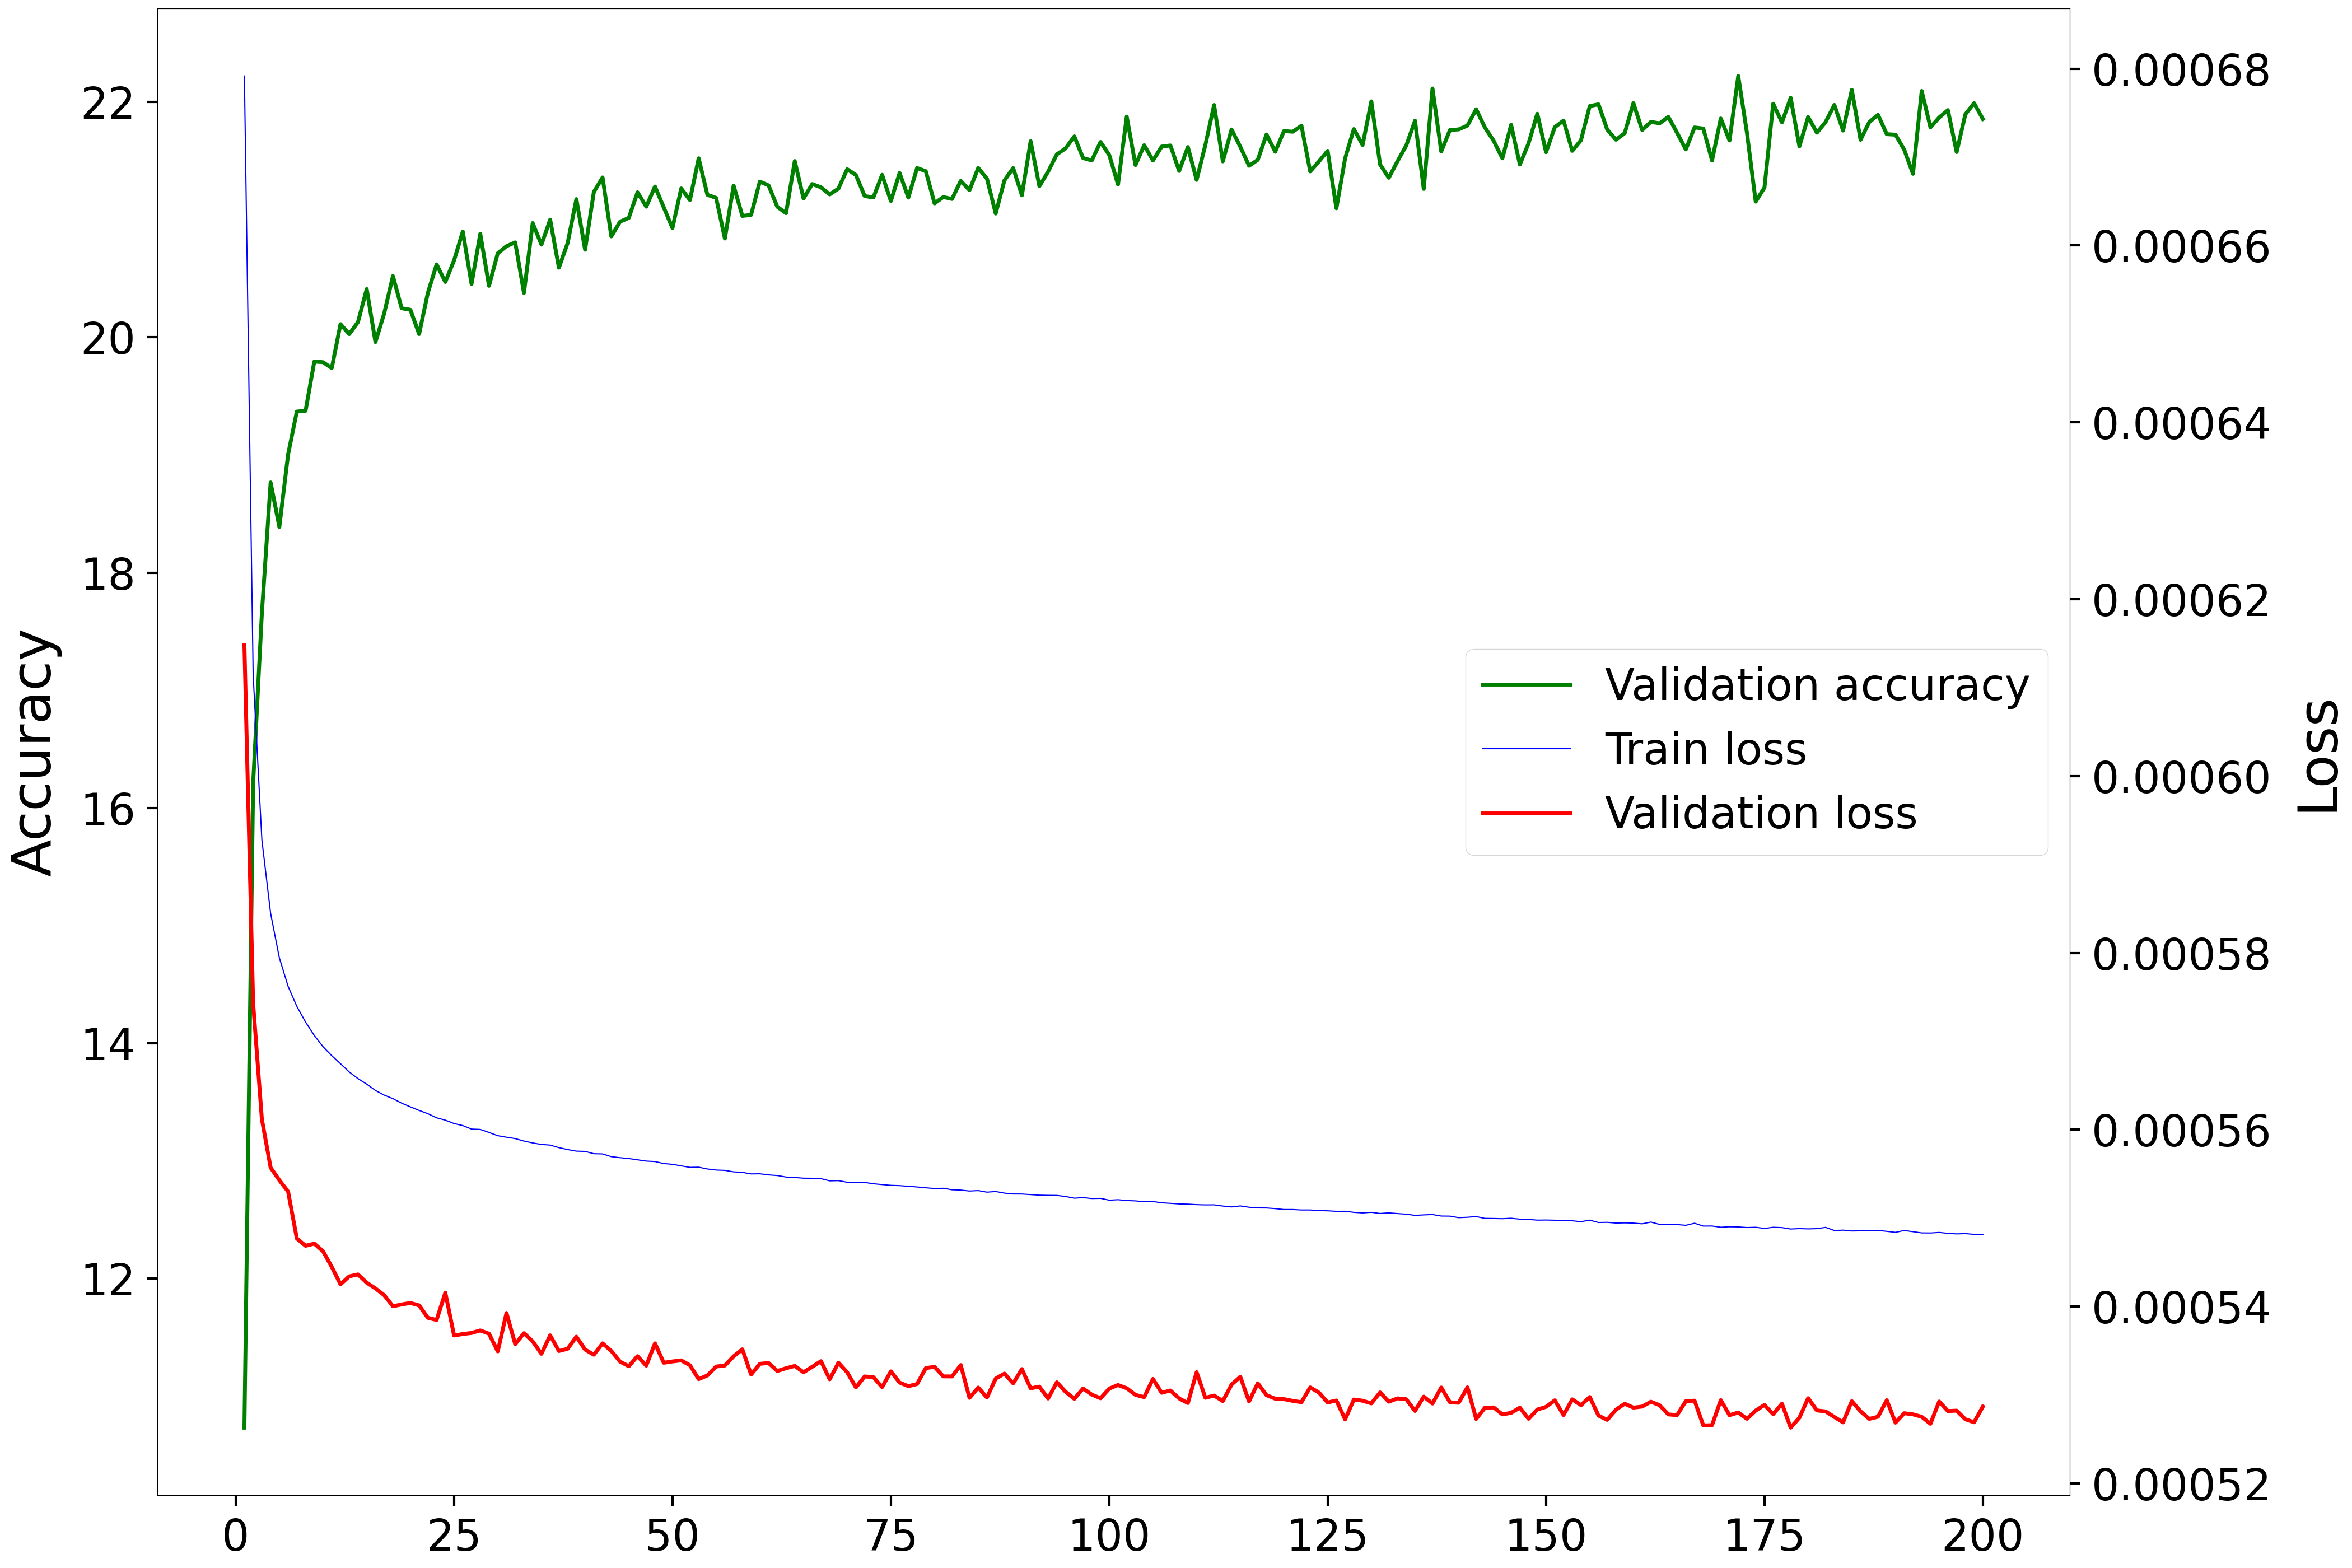 Accuracy
22
20
18
16
14
12
0.00068
0.00066
0.00064
0.00062
0.00060
0.00058
0.00056
0.00054
0.00052
Loss
Validation accuracy
Train loss
Validation loss
0 25 50 75 100 125 150 175 200